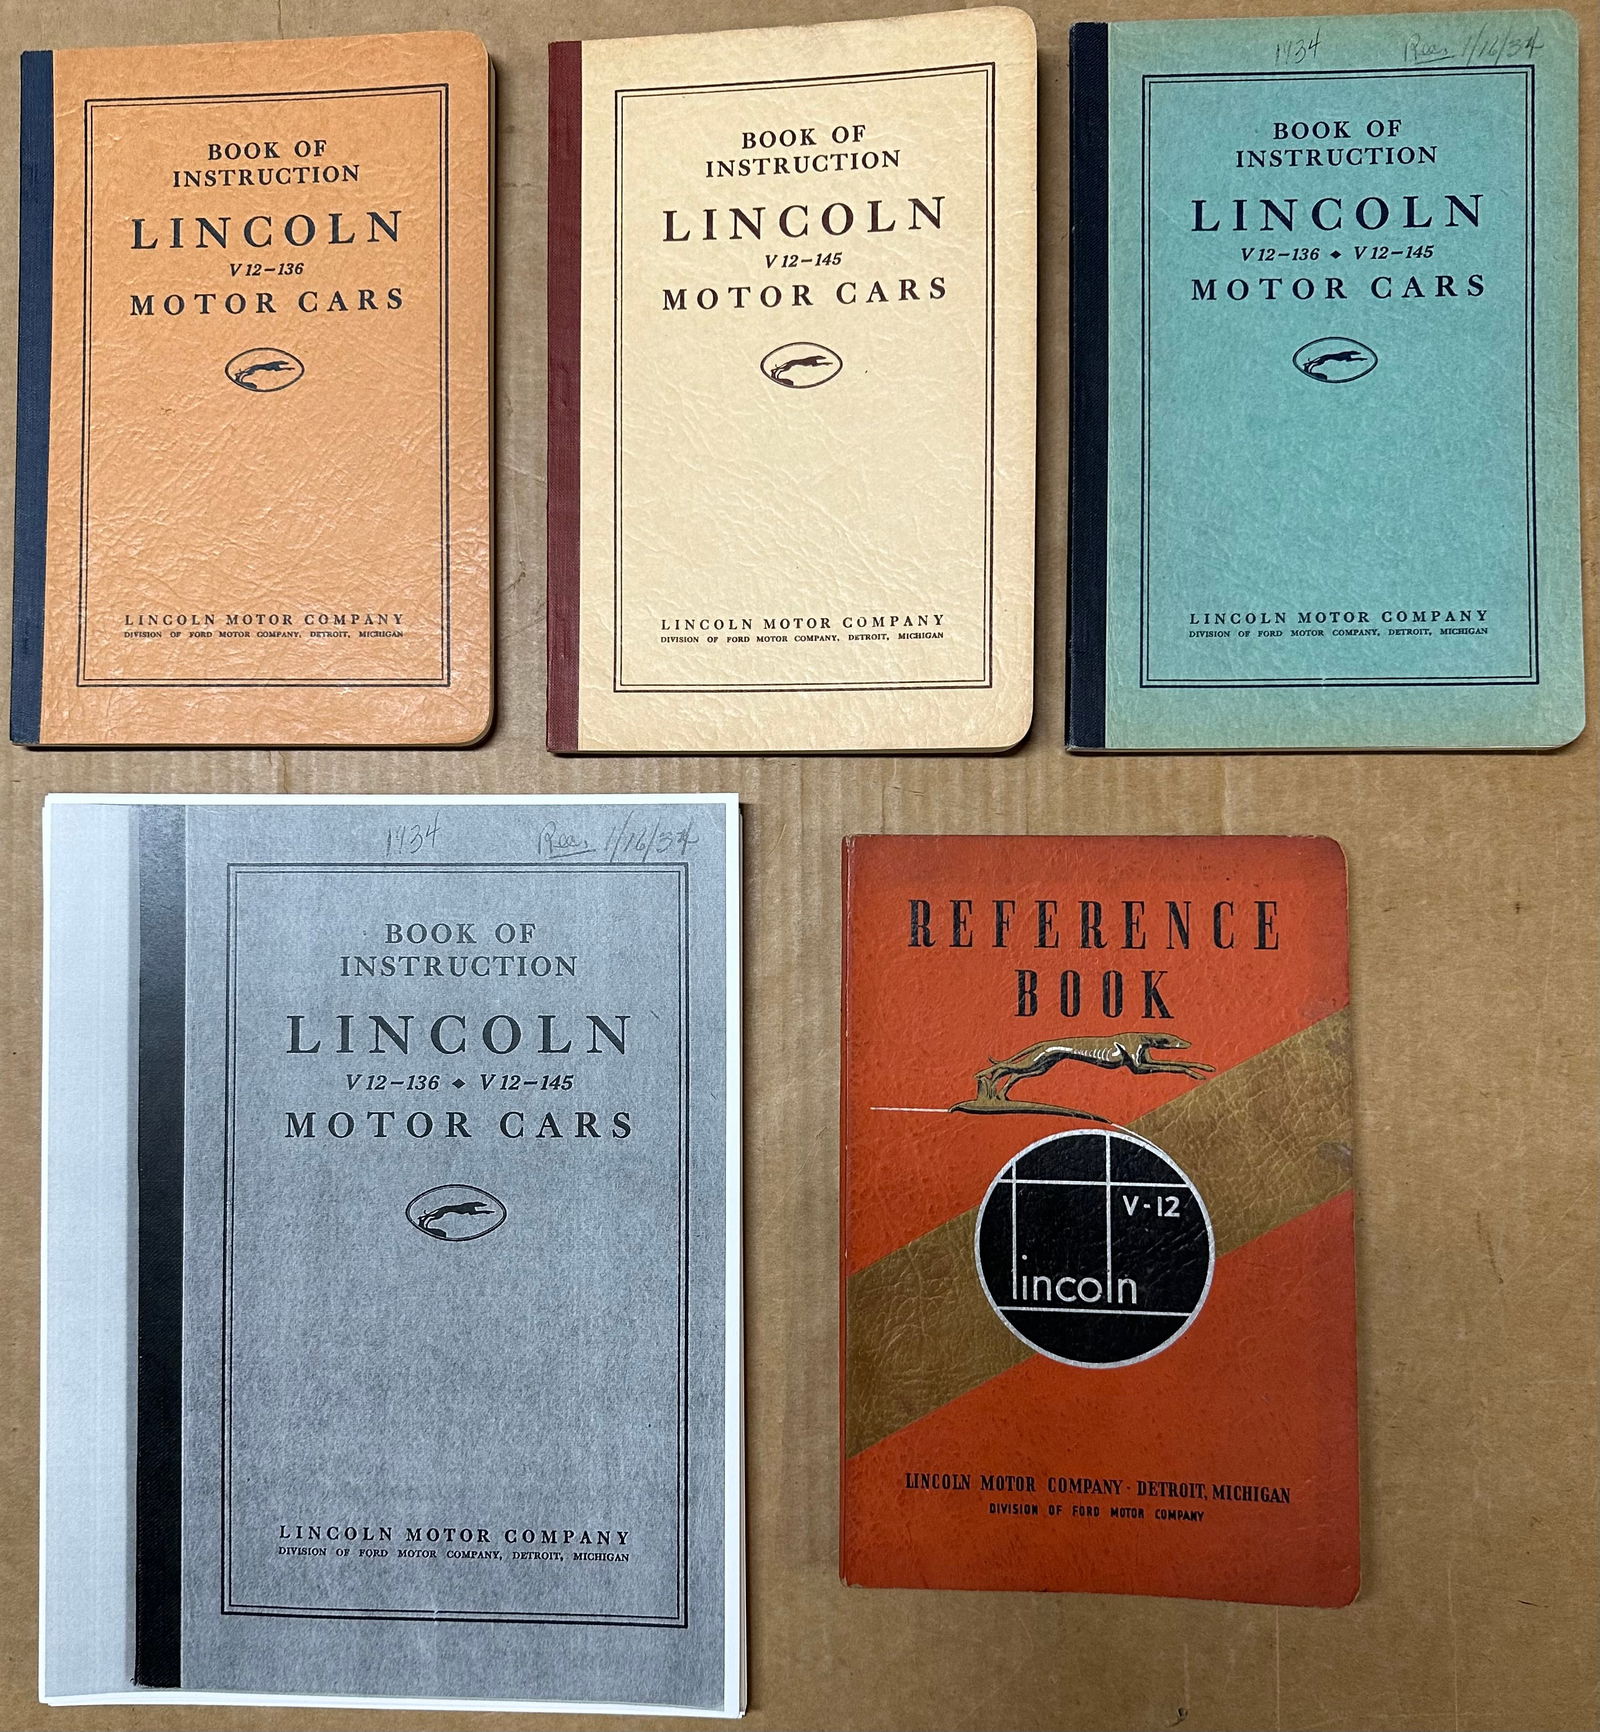 BOOK OF
INSTRUCTION
LINCOLN
V 12–136
MOTOR CARS
LINCOLN MOTOR COMPANY
DIVISION OF FORD MOTOR COMPANY, DETROIT, MICHIGAN
BOOK OF
INSTRUCTION
LINCOLN
V 12–145
MOTOR CARS
LINCOLN MOTOR COMPANY
DIVISION OF FORD MOTOR COMPANY, DETROIT, MICHIGAN
1934 Rec. 1/16/34
BOOK OF
INSTRUCTION
LINCOLN
V 12–136 ◆ V 12–145
MOTOR CARS
LINCOLN MOTOR COMPANY
DIVISION OF FORD MOTOR COMPANY, DETROIT, MICHIGAN
1934 Rec. 1/16/34
BOOK OF
INSTRUCTION
LINCOLN
V 12–136 ◆ V 12–145
MOTOR CARS
LINCOLN MOTOR COMPANY
DIVISION OF FORD MOTOR COMPANY, DETROIT, MICHIGAN
REFERENCE
BOOK
V-12
lincoln
LINCOLN MOTOR COMPANY · DETROIT, MICHIGAN
DIVISION OF FORD MOTOR COMPANY